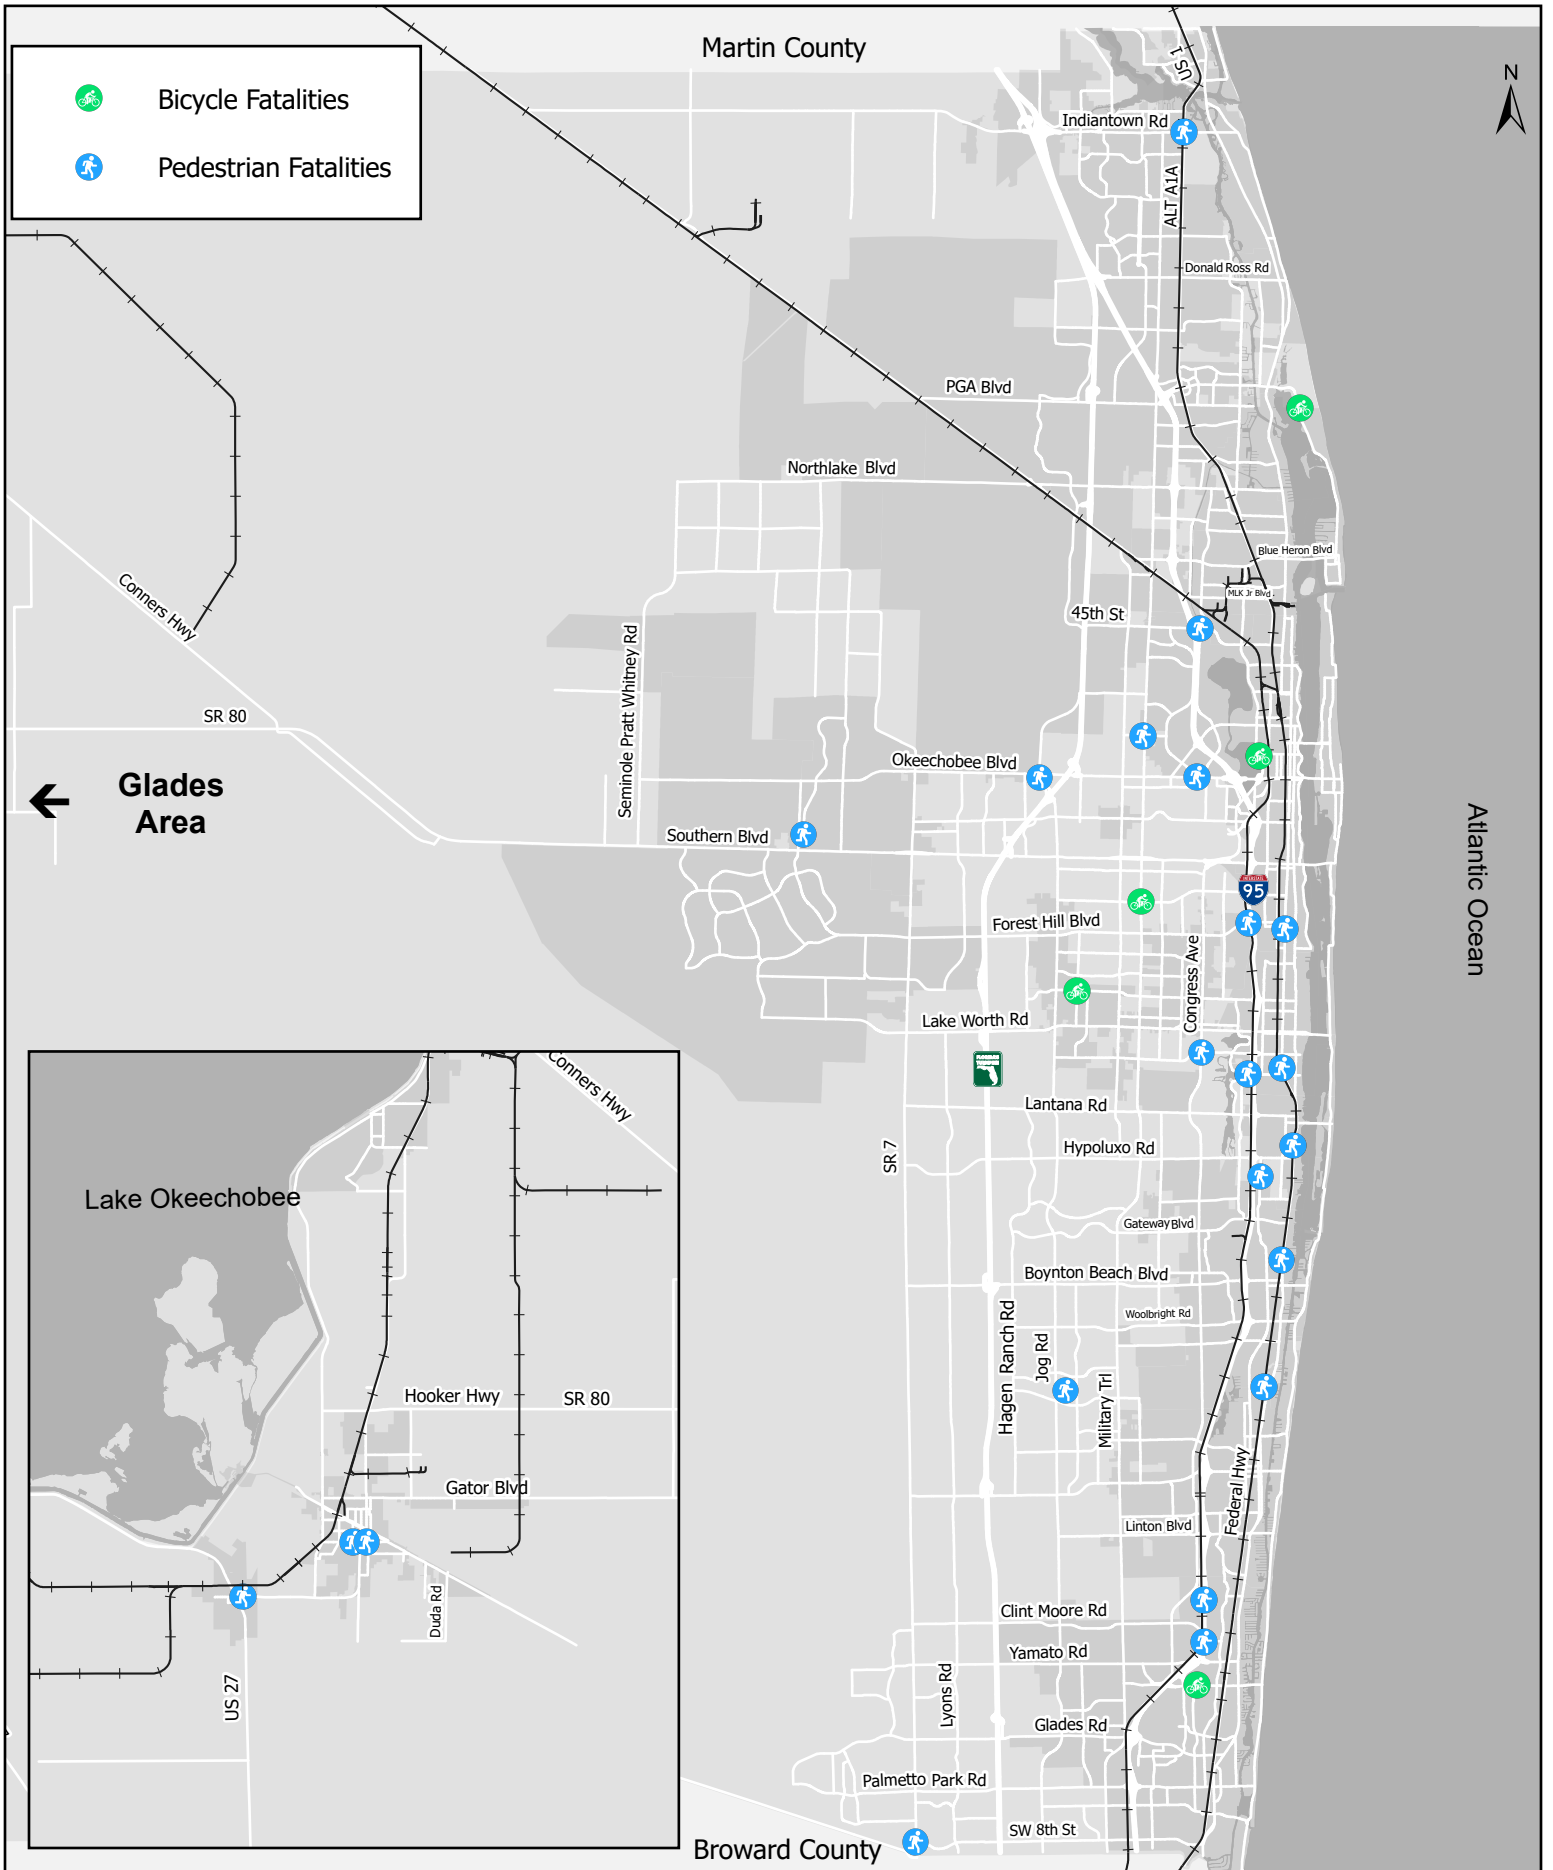 Martin County
Bicycle Fatalities
Pedestrian Fatalities
N
US 1
Indiantown Rd
ALT A1A
Donald Ross Rd
PGA Blvd
Northlake Blvd
Blue Heron Blvd
MLK Jr Blvd
45th St
Conners Hwy
Seminole Pratt Whitney Rd
SR 80
Okeechobee Blvd
Glades
Area
Southern Blvd
Atlantic Ocean
INTERSTATE
95
Forest Hill Blvd
Congress Ave
Lake Worth Rd
Conners Hwy
Lantana Rd
SR 7
Hypoluxo Rd
Lake Okeechobee
Gateway Blvd
Boynton Beach Blvd
Woolbright Rd
Hagen Ranch Rd
Jog Rd
Military Trl
Hooker Hwy
SR 80
Gator Blvd
Federal Hwy
Linton Blvd
Duda Rd
Clint Moore Rd
Yamato Rd
US 27
Lyons Rd
Glades Rd
Palmetto Park Rd
SW 8th St
Broward County